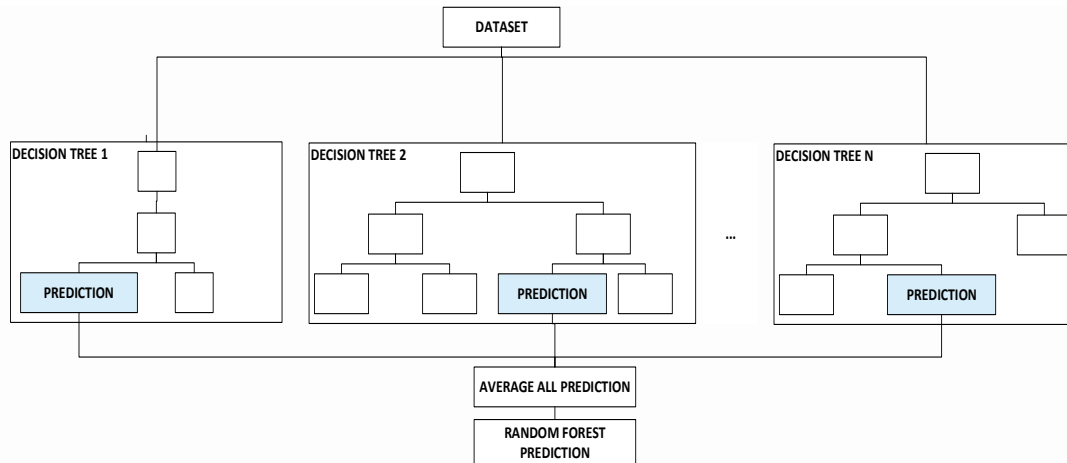 DATASET
DECISION TREE 1
DECISION TREE 2
DECISION TREE N
...
PREDICTION
PREDICTION
PREDICTION
AVERAGE ALL PREDICTION
RANDOM FOREST
PREDICTION